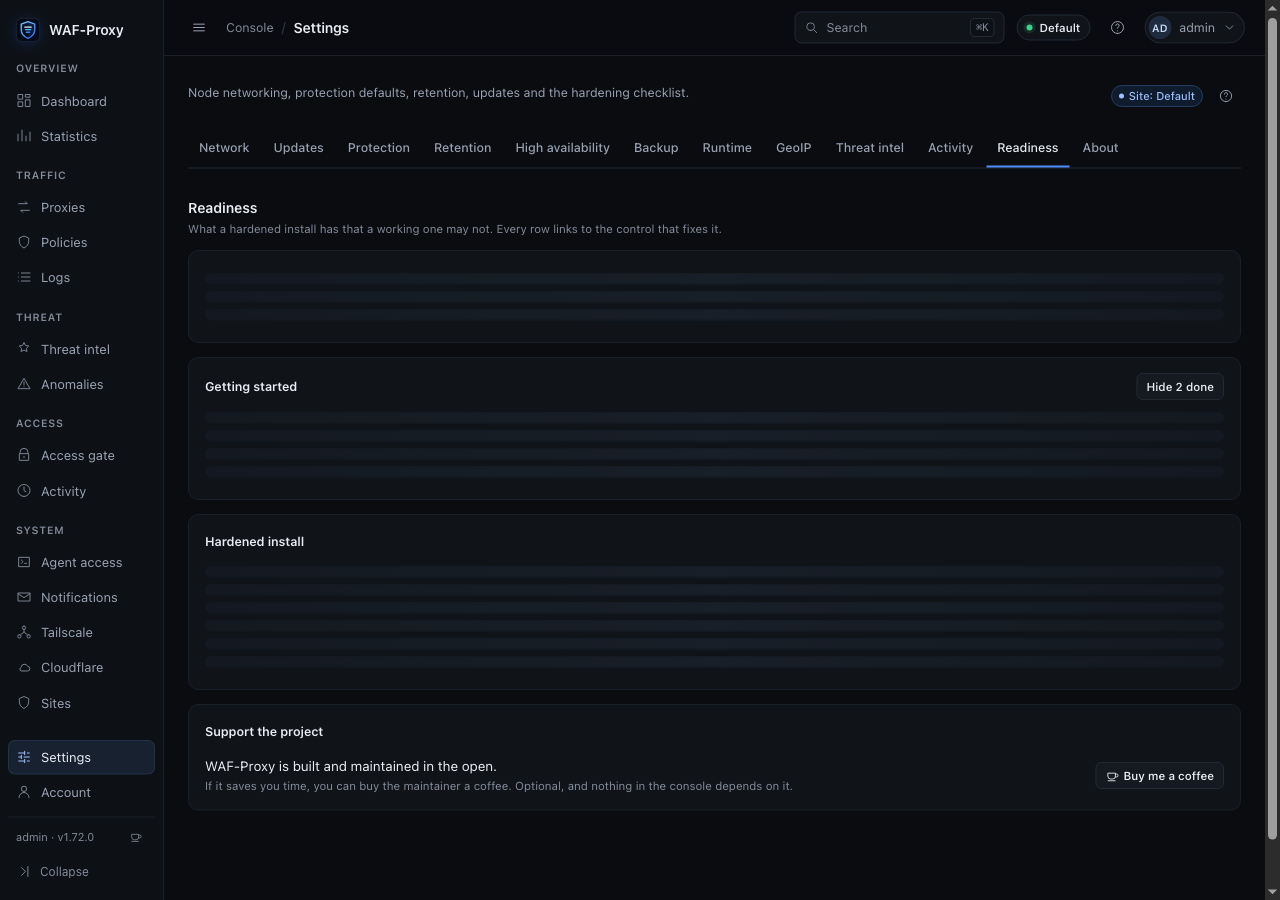 WAF-Proxy
OVERVIEW
Dashboard
Statistics
TRAFFIC
Proxies
Policies
Logs
THREAT
Threat intel
Anomalies
ACCESS
Access gate
Activity
SYSTEM
Agent access
Notifications
Tailscale
Cloudflare
Sites
Settings
Account
admin · v1.72.0
Collapse
Console / Settings
Search ⌘K
Default
AD admin
Node networking, protection defaults, retention, updates and the hardening checklist.
Site: Default
Network Updates Protection Retention High availability Backup Runtime GeoIP Threat intel Activity Readiness About
Readiness
What a hardened install has that a working one may not. Every row links to the control that fixes it.
Getting started
Hide 2 done
Hardened install
Support the project
WAF-Proxy is built and maintained in the open.
If it saves you time, you can buy the maintainer a coffee. Optional, and nothing in the console depends on it.
Buy me a coffee